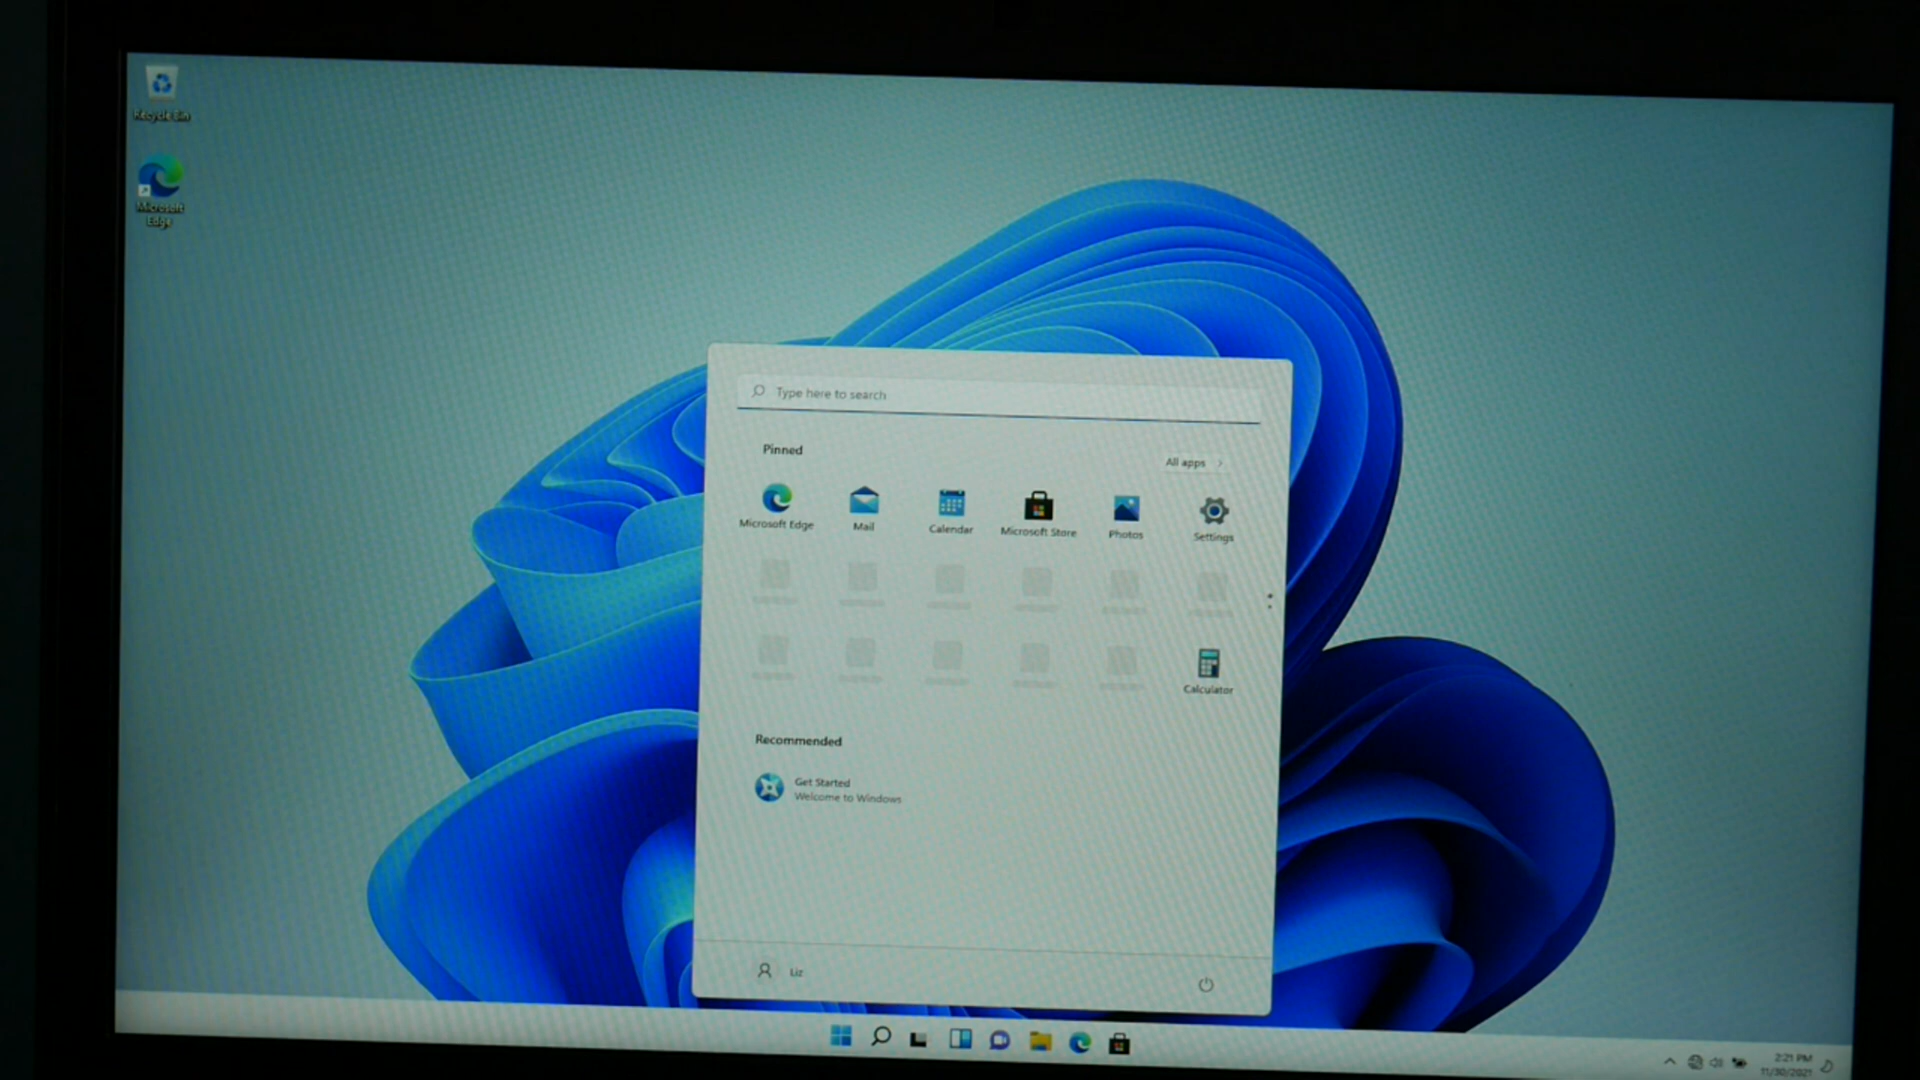 Recycle Bin
Microsoft
Edge
Type here to search
Pinned
All apps
Microsoft Edge
Mail
Calendar
Microsoft Store
Photos
Settings
Calculator
Recommended
Get Started
Welcome to Windows
Liz
2:21 PM
11/30/2021